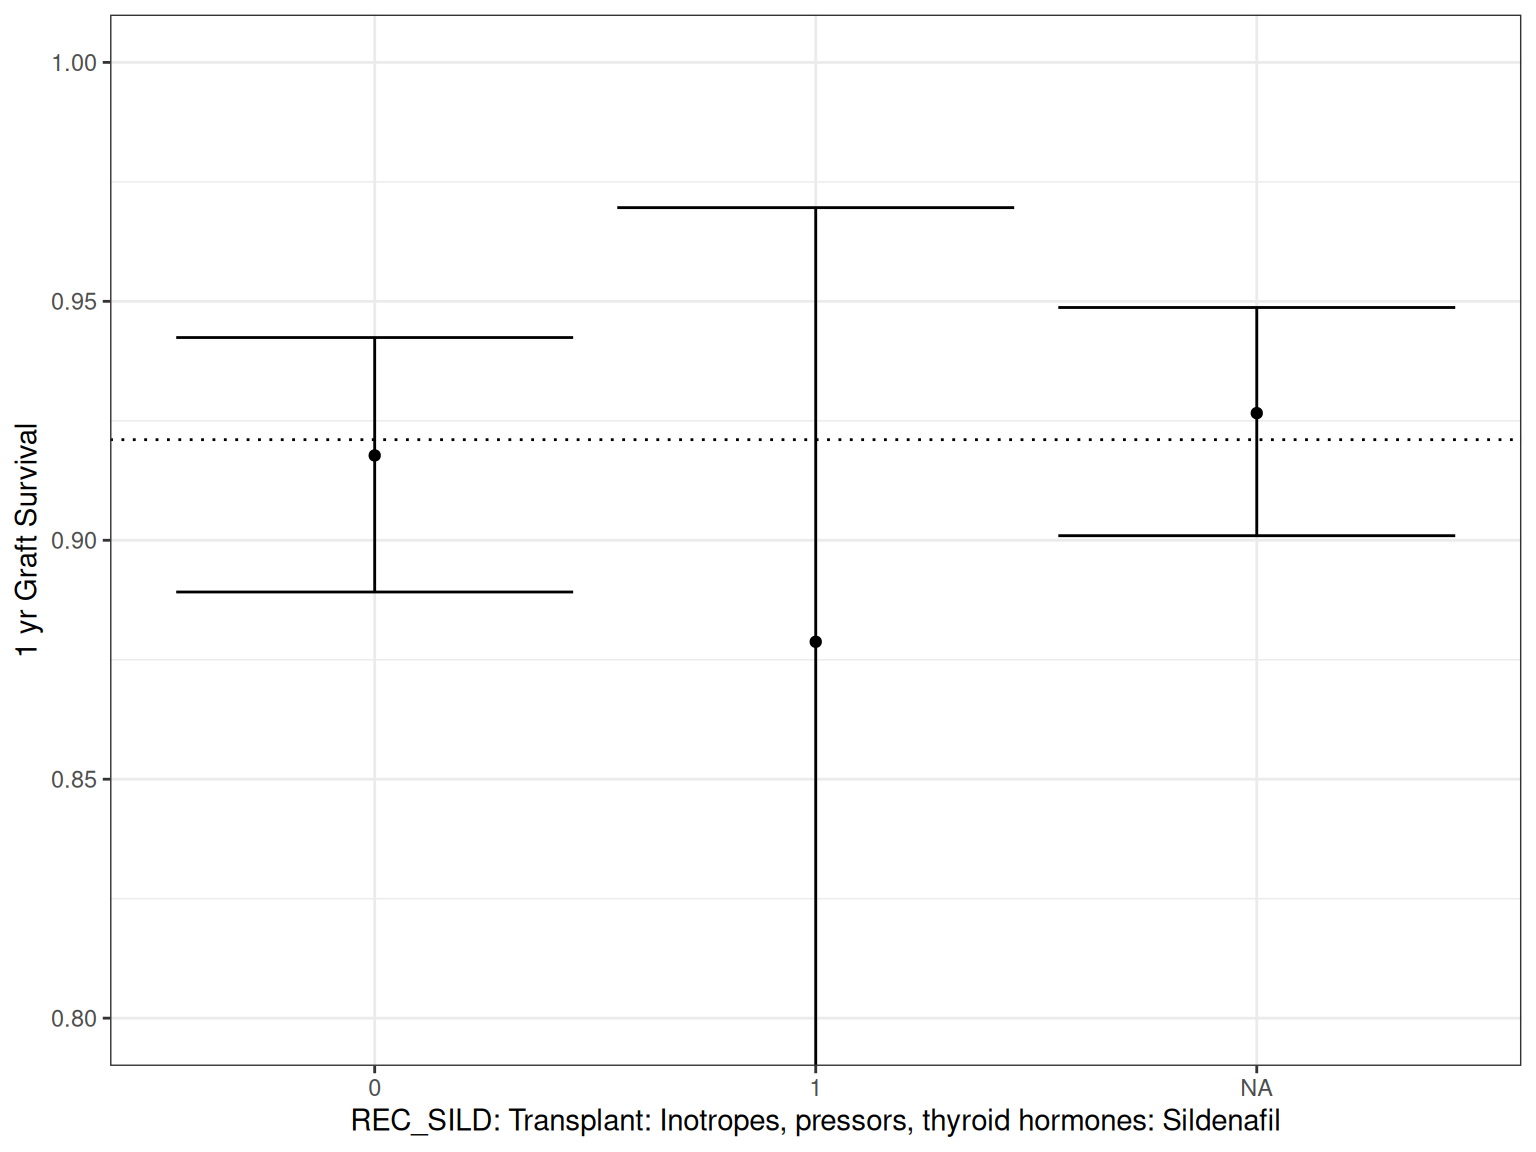 1.00
0.95
0.90
0.85
0.80
1 yr Graft Survival
0
1
NA
REC_SILD: Transplant: Inotropes, pressors, thyroid hormones: Sildenafil